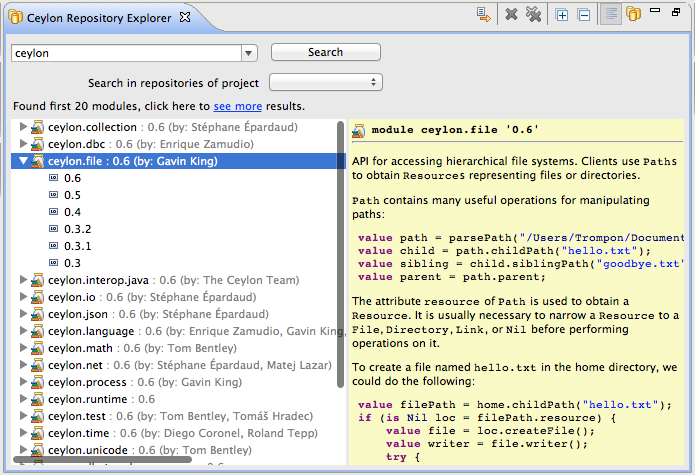 Ceylon Repository Explorer
ceylon
Search
Search in repositories of project
Found first 20 modules, click here to see more results.
ceylon.collection : 0.6 (by: Stéphane Épardaud)
ceylon.dbc : 0.6 (by: Enrique Zamudio)
ceylon.file : 0.6 (by: Gavin King)
0.6
0.5
0.4
0.3.2
0.3.1
0.3
ceylon.interop.java : 0.6 (by: The Ceylon Team)
ceylon.io : 0.6 (by: Stéphane Épardaud)
ceylon.json : 0.6 (by: Stéphane Épardaud)
ceylon.language : 0.6 (by: Enrique Zamudio, Gavin King,
ceylon.math : 0.6 (by: Tom Bentley)
ceylon.net : 0.6 (by: Stéphane Épardaud, Matej Lazar)
ceylon.process : 0.6 (by: Gavin King)
ceylon.runtime : 0.6
ceylon.test : 0.6 (by: Tom Bentley, Tomáš Hradec)
ceylon.time : 0.6 (by: Diego Coronel, Roland Tepp)
ceylon.unicode : 0.6 (by: Tom Bentley)
module ceylon.file '0.6'
API for accessing hierarchical file systems. Clients use Paths
to obtain Resources representing files or directories.
Path contains many useful operations for manipulating
paths:
value path = parsePath("/Users/Trompon/Document
value child = path.childPath("hello.txt");
value sibling = child.siblingPath("goodbye.txt"
value parent = path.parent;
The attribute resource of Path is used to obtain a
Resource. It is usually necessary to narrow a Resource to a
File, Directory, Link, or Nil before performing
operations on it.
To create a file named hello.txt in the home directory, we
could do the following:
value filePath = home.childPath("hello.txt");
if (is Nil loc = filePath.resource) {
value file = loc.createFile();
value writer = file.writer();
try {